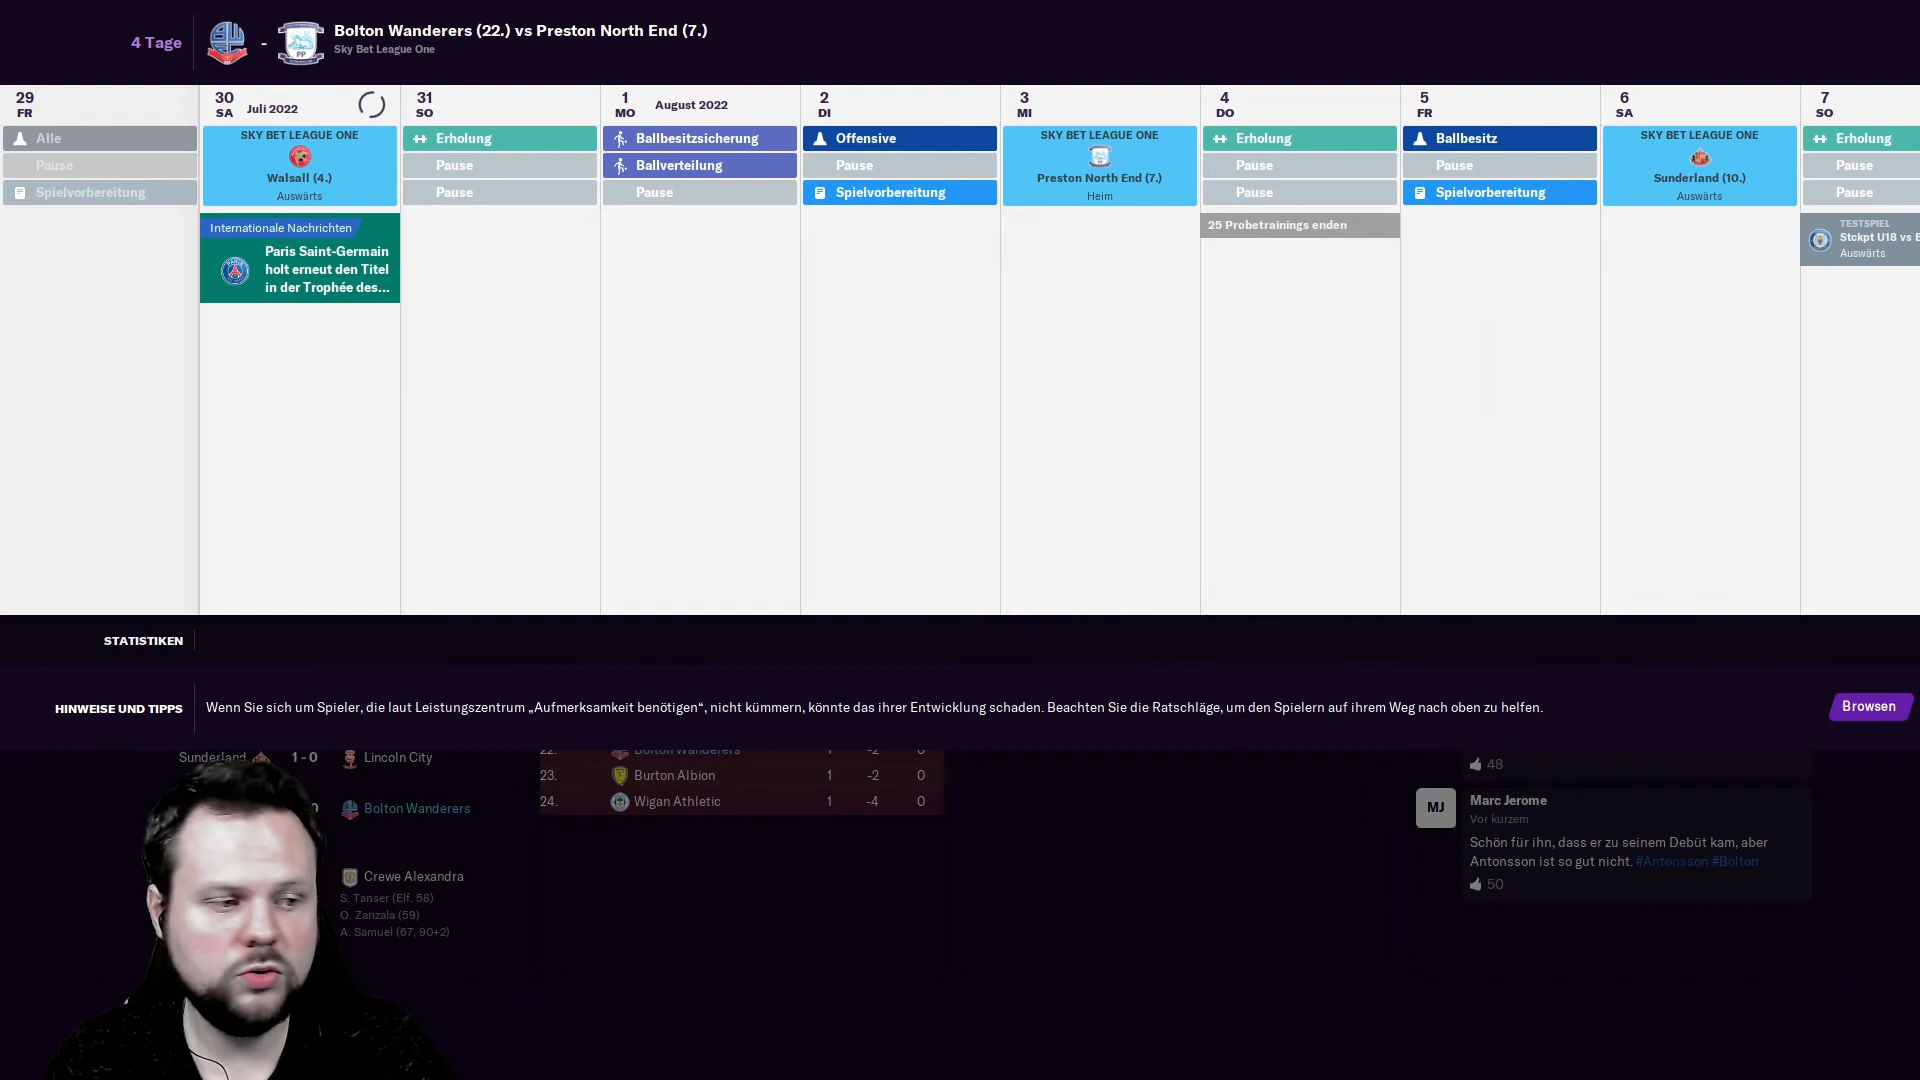 4 Tage
-
Bolton Wanderers (22.) vs Preston North End (7.)
Sky Bet League One
29
FR
Alle
Pause
Spielvorbereitung
30
SA
Juli 2022
SKY BET LEAGUE ONE
Walsall (4.)
Auswärts
Internationale Nachrichten
Paris Saint-Germain
holt erneut den Titel
in der Trophée des...
31
SO
Erholung
Pause
Pause
1
MO
August 2022
Ballbesitzsicherung
Ballverteilung
Pause
2
DI
Offensive
Pause
Spielvorbereitung
3
MI
SKY BET LEAGUE ONE
Preston North End (7.)
Heim
4
DO
Erholung
Pause
Pause
25 Probetrainings enden
5
FR
Ballbesitz
Pause
Spielvorbereitung
6
SA
SKY BET LEAGUE ONE
Sunderland (10.)
Auswärts
7
SO
Erholung
Pause
Pause
TESTSPIEL
Stckpt U18 vs B
Auswärts
STATISTIKEN
HINWEISE UND TIPPS
Wenn Sie sich um Spieler, die laut Leistungszentrum „Aufmerksamkeit benötigen“, nicht kümmern, könnte das ihrer Entwicklung schaden. Beachten Sie die Ratschläge, um den Spielern auf ihrem Weg nach oben zu helfen.
Browsen
Sunderland 1 - 0 Lincoln City
0 Bolton Wanderers
Crewe Alexandra
S. Tanser (Elf. 58)
O. Zanzala (59)
A. Samuel (67, 90+2)
22. Bolton Wanderers 1 -2 0
23. Burton Albion 1 -2 0
24. Wigan Athletic 1 -4 0
48
MJ
Marc Jerome
Vor kurzem
Schön für ihn, dass er zu seinem Debüt kam, aber
Antonsson ist so gut nicht. #Antonsson #Bolton
50